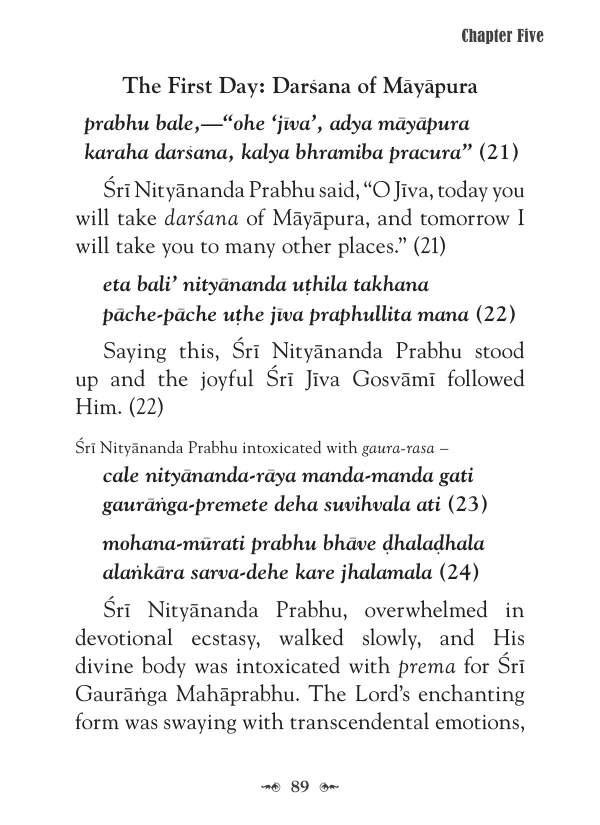 Chapter Five
The First Day: Darśana of Māyāpura
prabhu bale,—“ohe ‘jīva’, adya māyāpura
karaha darśana, kalya bhramiba pracura” (21)
Śrī Nityānanda Prabhu said, “O Jīva, today you
will take darśana of Māyāpura, and tomorrow I
will take you to many other places.” (21)
eta bali’ nityānanda uṭhila takhana
pāche-pāche uṭhe jīva praphullita mana (22)
Saying this, Śrī Nityānanda Prabhu stood
up and the joyful Śrī Jīva Gosvāmī followed
Him. (22)
Śrī Nityānanda Prabhu intoxicated with gaura-rasa –
cale nityānanda-rāya manda-manda gati
gaurāṅga-premete deha suvihvala ati (23)
mohana-mūrati prabhu bhāve ḍhalaḍhala
alaṅkāra sarva-dehe kare jhalamala (24)
Śrī Nityānanda Prabhu, overwhelmed in
devotional ecstasy, walked slowly, and His
divine body was intoxicated with prema for Śrī
Gaurāṅga Mahāprabhu. The Lord’s enchanting
form was swaying with transcendental emotions,
89